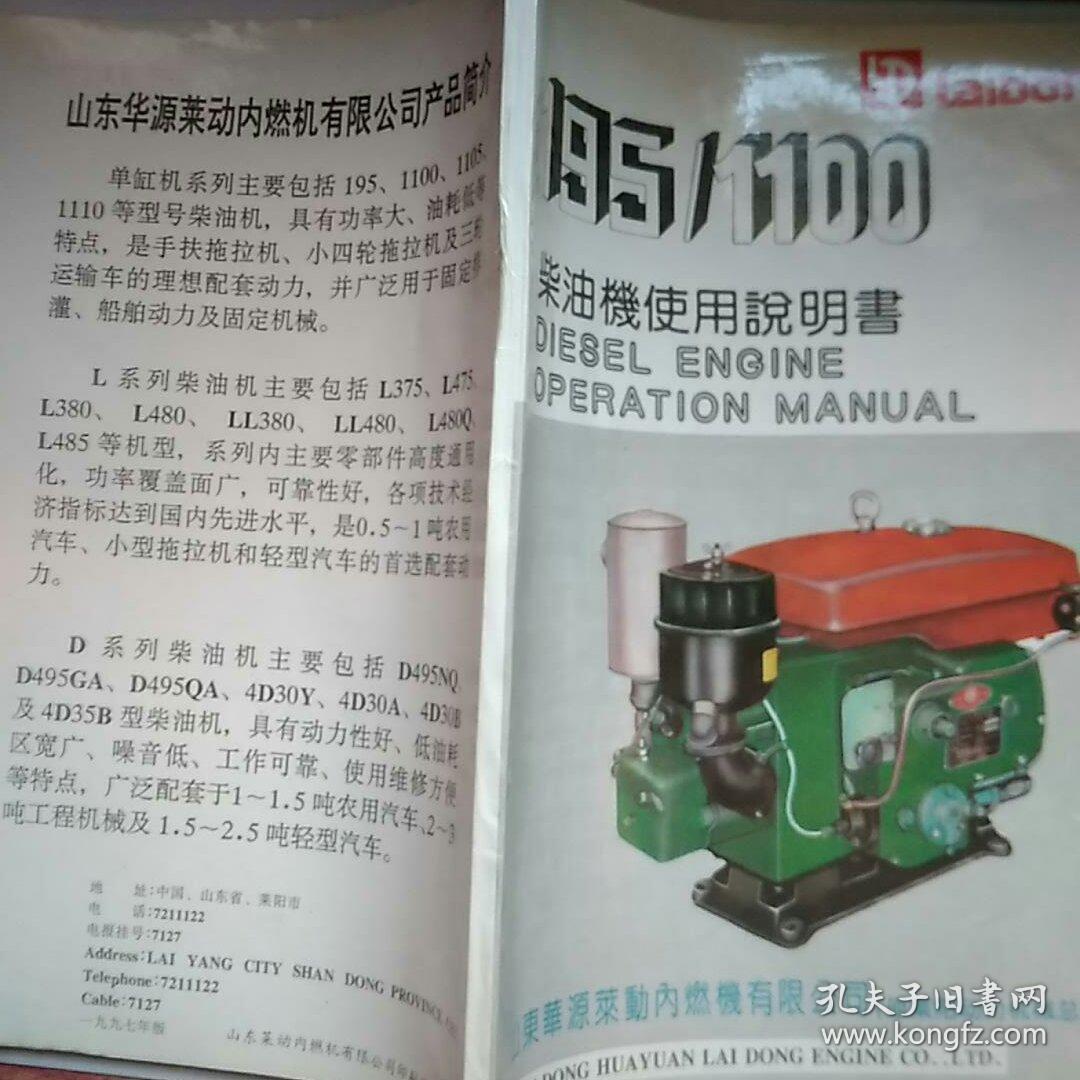 山东华源莱动内燃机有限公司产品简介
单缸机系列主要包括 195、1100、1105、
1110 等型号柴油机，具有功率大、油耗低等
特点，是手扶拖拉机、小四轮拖拉机及三
运输车的理想配套动力，并广泛用于固定
灌、船舶动力及固定机械。
L 系列柴油机主要包括 L375、L475、
L380、 L480、 LL380、 LL480、 L480Q、
L485 等机型，系列内主要零部件高度通用
化，功率覆盖面广，可靠性好，各项技术经
济指标达到国内先进水平，是0.5～1 吨农用
汽车、小型拖拉机和轻型汽车的首选配套动
力。
D 系列柴油机主要包括 D495NQ、
D495GA、D495QA、4D30Y、4D30A、4D30B
及 4D35B 型柴油机，具有动力性好、低油耗
区宽广、噪音低、工作可靠、使用维修方便
等特点，广泛配套于1～1.5 吨农用汽车、2～3
吨工程机械及 1.5～2.5 吨轻型汽车。
地 址:中国、山东省、莱阳市
电 话:7211122
电报挂号:7127
Address:LAI YANG CITY SHAN DONG PROVINCE
Telephone:7211122
Cable:7127
一九九七年版
山东莱动内燃机有限公司印
LaiDon
195/1100
柴油機使用說明書
DIESEL ENGINE
OPERATION MANUAL
東華源萊動內燃機有限
DONG HUAYUAN LAI DONG ENGINE CO.,LTD.
孔夫子旧书网
www.kongfz.com